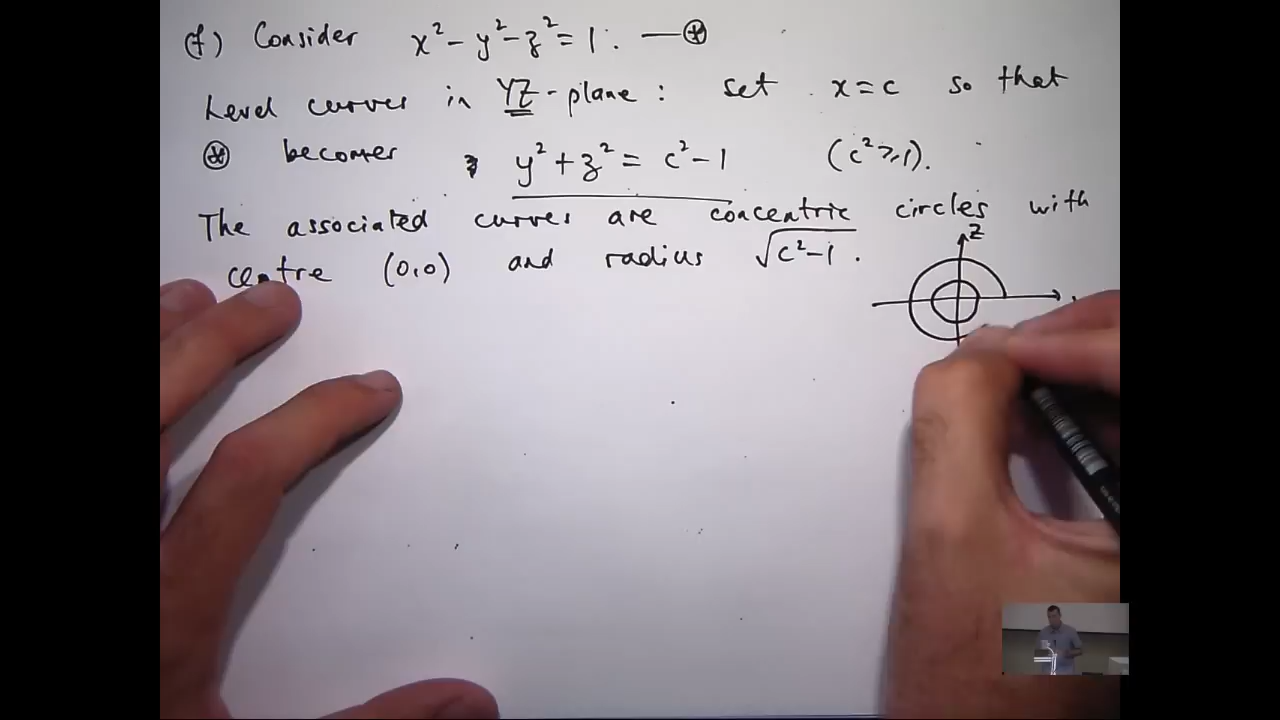 (f) Consider x² - y² - z² = 1. — ⊛
Level curves in YZ-plane: set x = c so that
⊛ becomes y² + z² = c² - 1 (c² ≥ 1).
The associated curves are concentric circles with
centre (0,0) and radius √(c²-1).
z